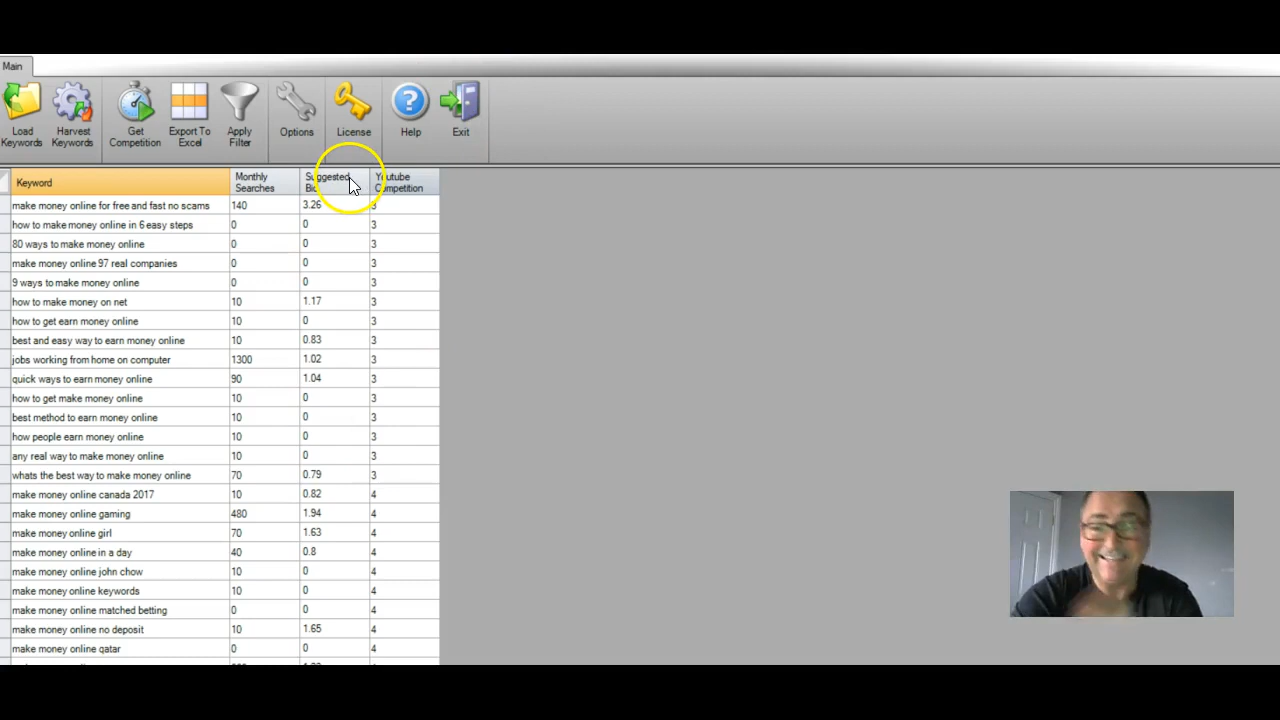 Main
Load Keywords
Harvest Keywords
Get Competition
Export To Excel
Apply Filter
Options
License
Help
Exit
Keyword Monthly Searches Suggested Youtube Competition
make money online for free and fast no scams 140 3.26 3
how to make money online in 6 easy steps 0 0 3
80 ways to make money online 0 0 3
make money online 97 real companies 0 0 3
9 ways to make money online 0 0 3
how to make money on net 10 1.17 3
how to get earn money online 10 0 3
best and easy way to earn money online 10 0.83 3
jobs working from home on computer 1300 1.02 3
quick ways to earn money online 90 1.04 3
how to get make money online 10 0 3
best method to earn money online 10 0 3
how people earn money online 10 0 3
any real way to make money online 10 0 3
whats the best way to make money online 70 0.79 3
make money online canada 2017 10 0.82 4
make money online gaming 480 1.94 4
make money online girl 70 1.63 4
make money online in a day 40 0.8 4
make money online john chow 10 0 4
make money online keywords 10 0 4
make money online matched betting 0 0 4
make money online no deposit 10 1.65 4
make money online qatar 0 0 4